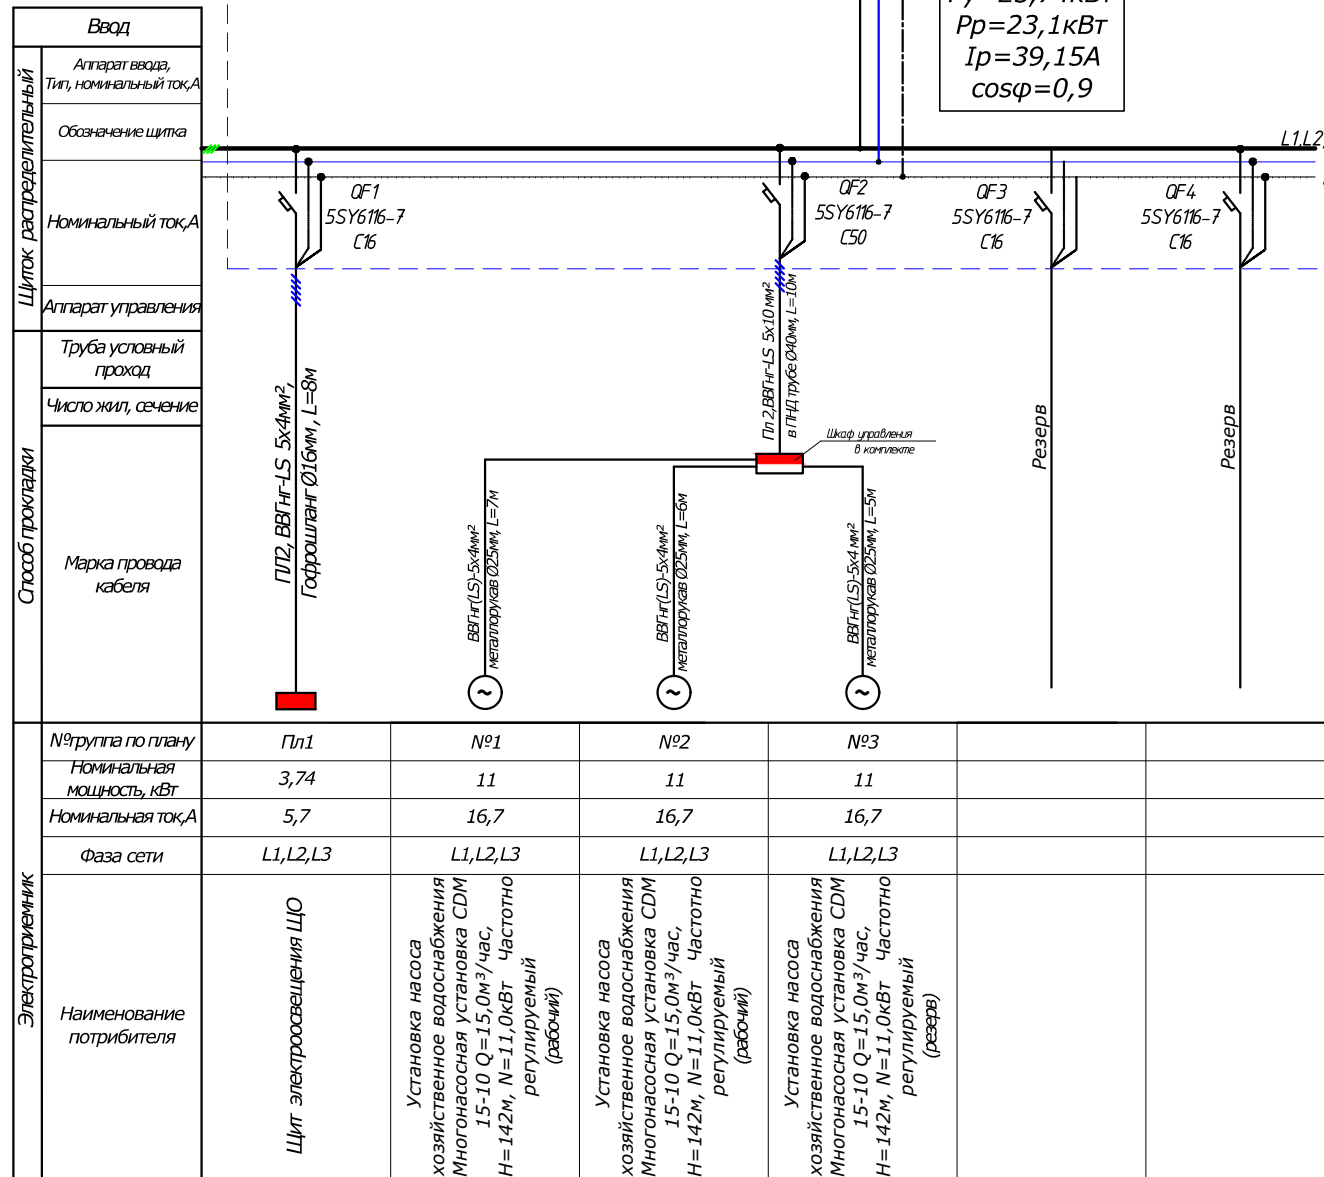 Ввод
Щиток распределительный
Аппарат ввода,
Тип, номинальный ток,А
Обозначение щитка
Номинальный ток,А
Аппарат управления
Способ прокладки
Труба условный
проход
Число жил, сечение
Марка провода
кабеля
Pр=23,1кВт
Iр=39,15А
cosφ=0,9
L1,L2,
QF1
5SY6116-7
C16
QF2
5SY6116-7
C50
QF3
5SY6116-7
C16
QF4
5SY6116-7
C16
ПЛ2, ВВГнг-LS 5х4мм²,
Гофрошланг Ø16мм, L=8м
Пл 2,ВВГнг-LS 5х10 мм²
в ПНД трубе Ø40мм, L=10м
Шкаф управления
в комплекте
ВВГнг(LS)-5х4мм²
металлорукав Ø25мм, L=7м
ВВГнг(LS)-5х4мм²
металлорукав Ø25мм, L=6м
ВВГнг(LS)-5х4 мм²
металлорукав Ø25мм, L=5м
Резерв
Резерв
Электроприемник
№группа по плану
Пл1
№1
№2
№3
Номинальная
мощность, кВт
3,74
11
11
11
Номинальная ток,А
5,7
16,7
16,7
16,7
Фаза сети
L1,L2,L3
L1,L2,L3
L1,L2,L3
L1,L2,L3
Наименование
потрибителя
Щит электроосвещения ЩО
Установка насоса
хозяйственное водоснабжения
Многонасосная установка CDM
15-10 Q=15,0м³/час,
Н=142м, N=11,0кВт Частотно
регулируемый
(рабочий)
Установка насоса
хозяйственное водоснабжения
Многонасосная установка CDM
15-10 Q=15,0м³/час,
Н=142м, N=11,0кВт Частотно
регулируемый
(рабочий)
Установка насоса
хозяйственное водоснабжения
Многонасосная установка CDM
15-10 Q=15,0м³/час,
Н=142м, N=11,0кВт Частотно
регулируемый
(резерв)